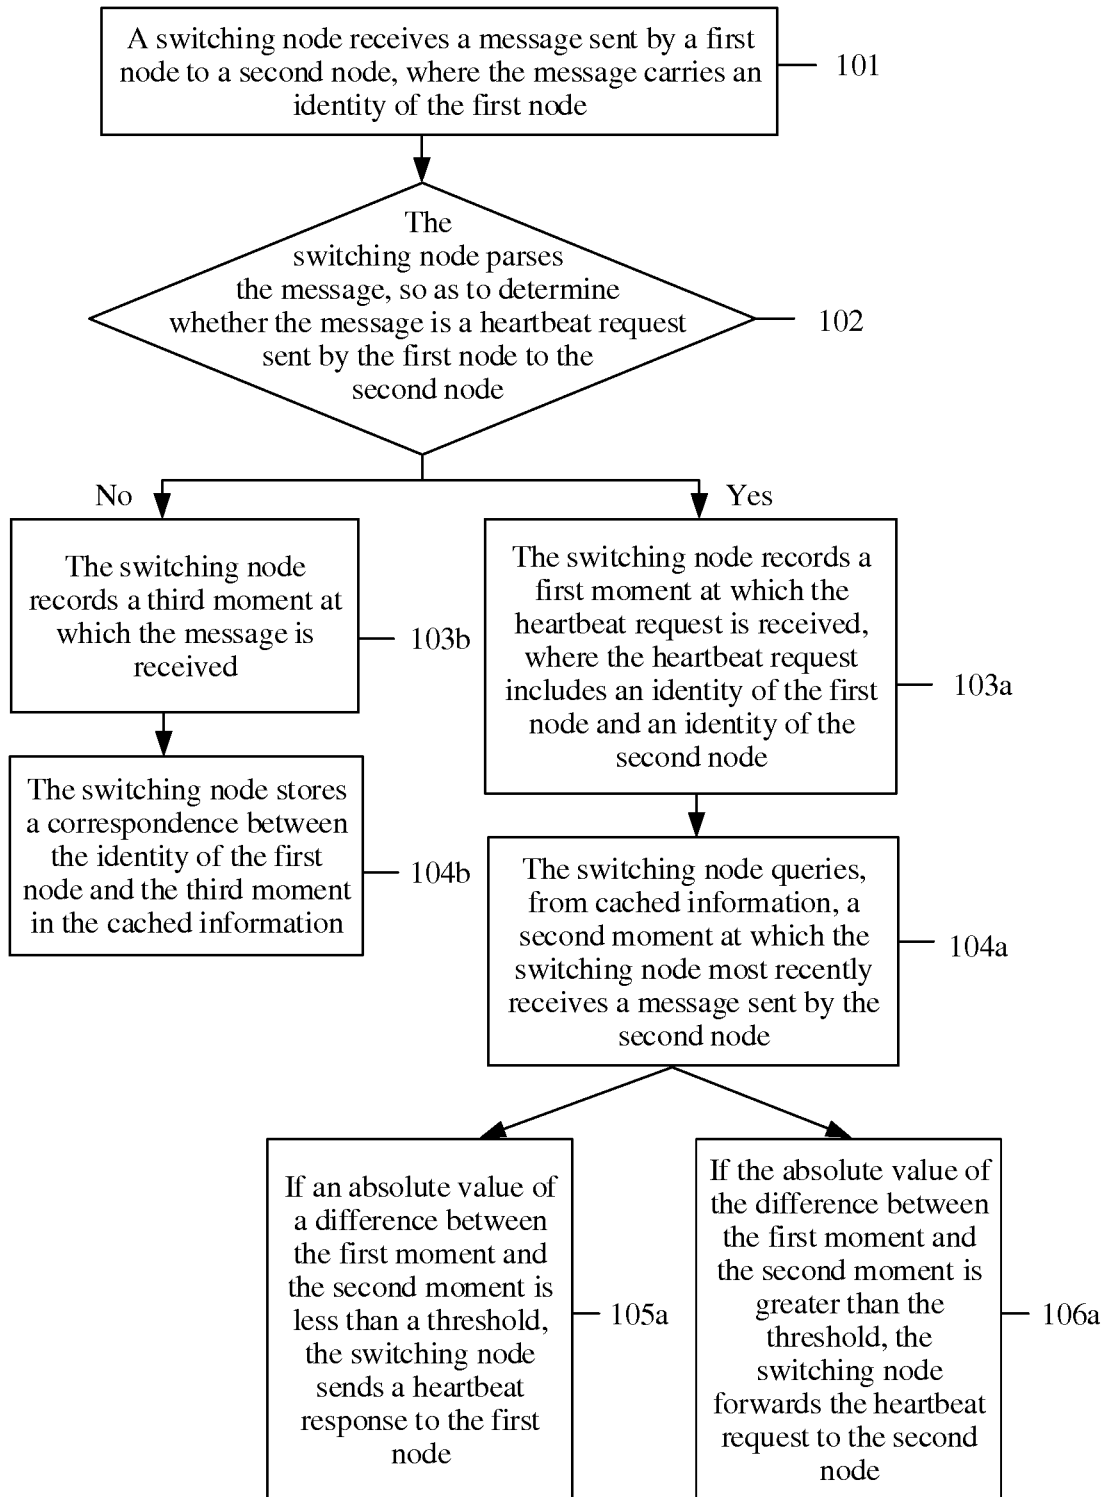 A switching node receives a message sent by a first
node to a second node, where the message carries an
identity of the first node
101
The
switching node parses
the message, so as to determine
whether the message is a heartbeat request
sent by the first node to the
second node
102
No
Yes
The switching node
records a third moment at
which the message is
received
103b
The switching node records a
first moment at which the
heartbeat request is received,
where the heartbeat request
includes an identity of the first
node and an identity of the
second node
103a
The switching node stores
a correspondence between
the identity of the first
node and the third moment
in the cached information
104b
The switching node queries,
from cached information, a
second moment at which the
switching node most recently
receives a message sent by the
second node
104a
If an absolute value of
a difference between
the first moment and
the second moment is
less than a threshold,
the switching node
sends a heartbeat
response to the first
node
105a
If the absolute value of
the difference between
the first moment and
the second moment is
greater than the
threshold, the
switching node
forwards the heartbeat
request to the second
node
106a